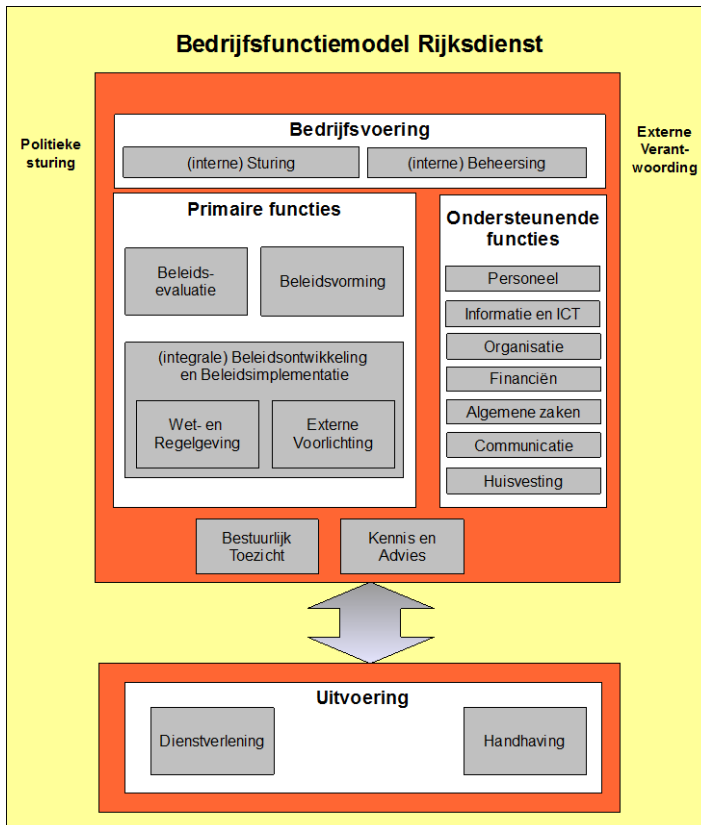 Bedrijfsfunctiemodel Rijksdienst
Politieke
sturing
Externe
Verant-
woording
Bedrijfsvoering
(interne) Sturing
(interne) Beheersing
Primaire functies
Beleids-
evaluatie
Beleidsvorming
(integrale) Beleidsontwikkeling
en Beleidsimplementatie
Wet- en
Regelgeving
Externe
Voorlichting
Ondersteunende
functies
Personeel
Informatie en ICT
Organisatie
Financiën
Algemene zaken
Communicatie
Huisvesting
Bestuurlijk
Toezicht
Kennis en
Advies
Uitvoering
Dienstverlening
Handhaving